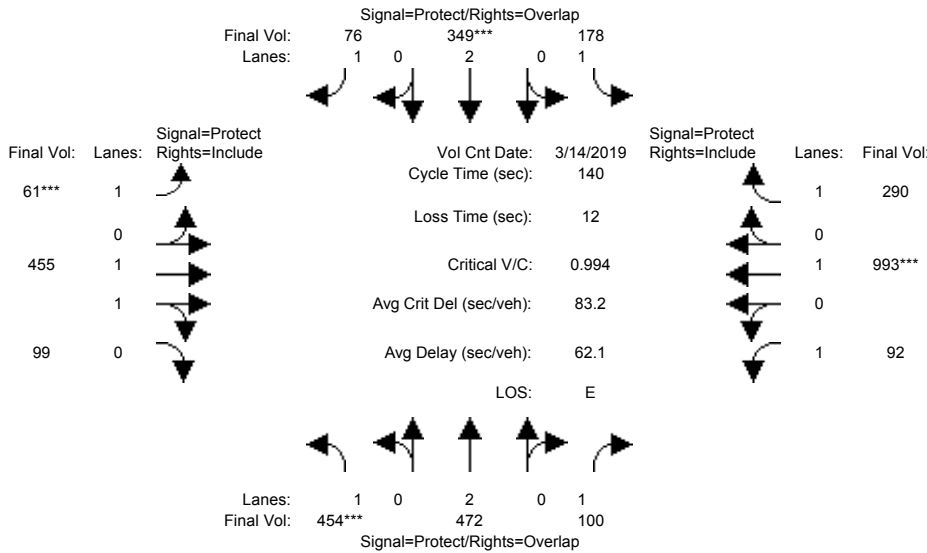 Signal=Protect/Rights=Overlap
Final Vol: 76 349*** 178
Lanes: 1 0 2 0 1
Signal=Protect Signal=Protect
Final Vol: Lanes: Rights=Include Vol Cnt Date: 3/14/2019 Rights=Include Lanes: Final Vol:
Cycle Time (sec): 140
61*** 1 1 290
Loss Time (sec): 12
0 0
455 1 Critical V/C: 0.994 1 993***
1 Avg Crit Del (sec/veh): 83.2 0
99 0 Avg Delay (sec/veh): 62.1 1 92
LOS: E
Lanes: 1 0 2 0 1
Final Vol: 454*** 472 100
Signal=Protect/Rights=Overlap